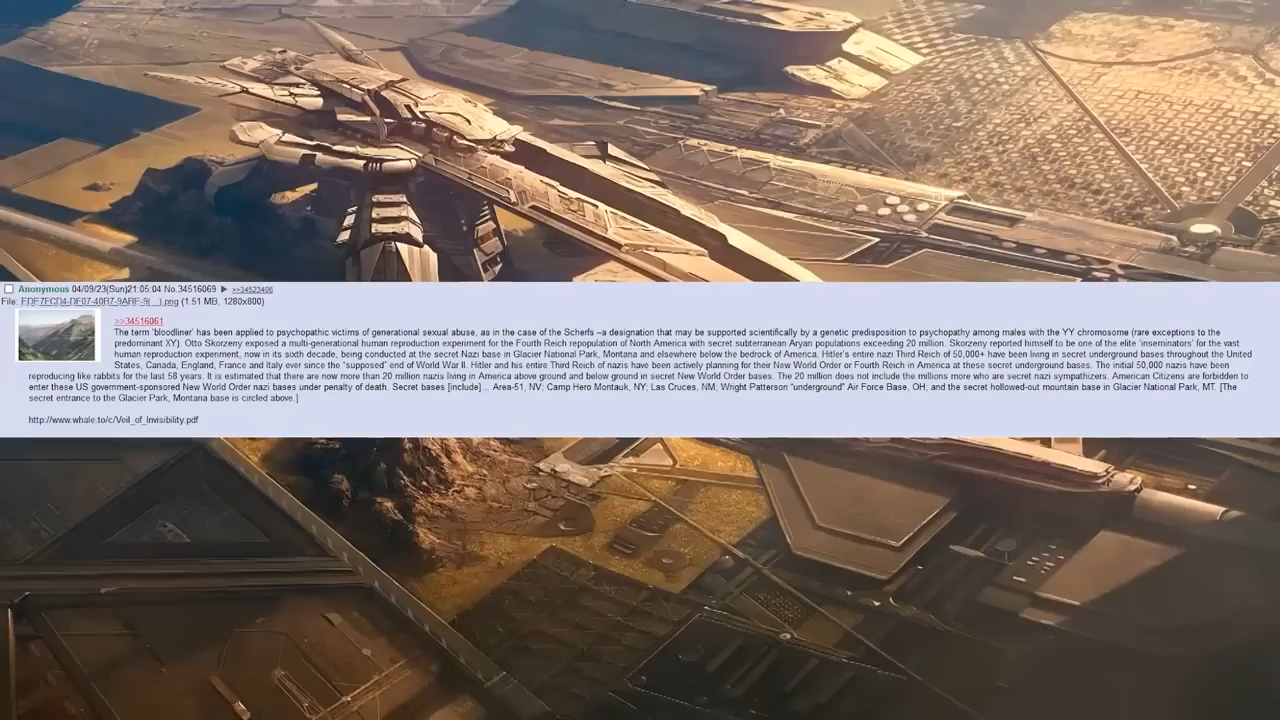 Anonymous 04/09/23(Sun)21:05:04 No.34516069 ▶ >>34523406
File: EDF7FCD4-DF07-40B7-9ABF-9(...).png (1.51 MB, 1280x800)
>>34516061
The term 'bloodliner' has been applied to psychopathic victims of generational sexual abuse, as in the case of the Scherfs –a designation that may be supported scientifically by a genetic predisposition to psychopathy among males with the YY chromosome (rare exceptions to the
predominant XY). Otto Skorzeny exposed a multi-generational human reproduction experiment for the Fourth Reich repopulation of North America with secret subterranean Aryan populations exceeding 20 million. Skorzeny reported himself to be one of the elite 'inseminators' for the vast
human reproduction experiment, now in its sixth decade, being conducted at the secret Nazi base in Glacier National Park, Montana and elsewhere below the bedrock of America. Hitler's entire nazi Third Reich of 50,000+ have been living in secret underground bases throughout the United
States, Canada, England, France and Italy ever since the "supposed" end of World War II. Hitler and his entire Third Reich of nazis have been actively planning for their New World Order or Fourth Reich in America at these secret underground bases. The initial 50,000 nazis have been
reproducing like rabbits for the last 58 years. It is estimated that there are now more than 20 million nazis living in America above ground and below ground in secret New World Order bases. The 20 million does not include the millions more who are secret nazi sympathizers. American Citizens are forbidden to
enter these US government-sponsored New World Order nazi bases under penalty of death. Secret bases [include]... Area-51, NV; Camp Hero Montauk, NY; Las Cruces, NM; Wright Patterson "underground" Air Force Base, OH; and the secret hollowed-out mountain base in Glacier National Park, MT. [The
secret entrance to the Glacier Park, Montana base is circled above.]
http://www.whale.to/c/Veil_of_Invisibility.pdf